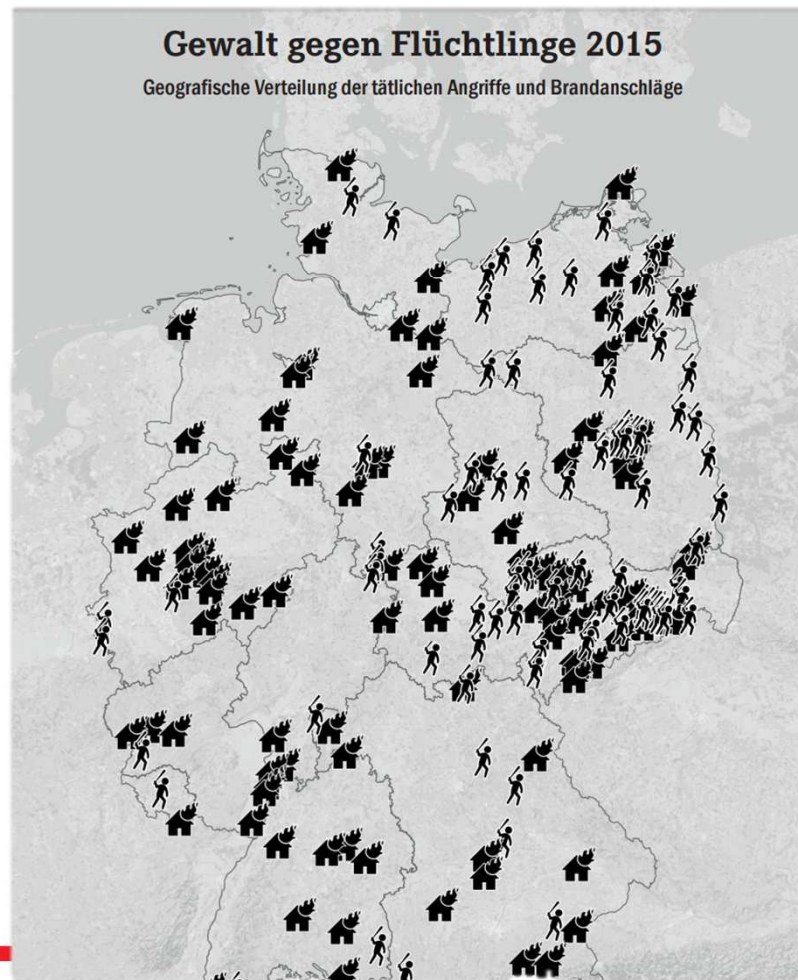 Gewalt gegen Flüchtlinge 2015
Geografische Verteilung der tätlichen Angriffe und Brandanschläge